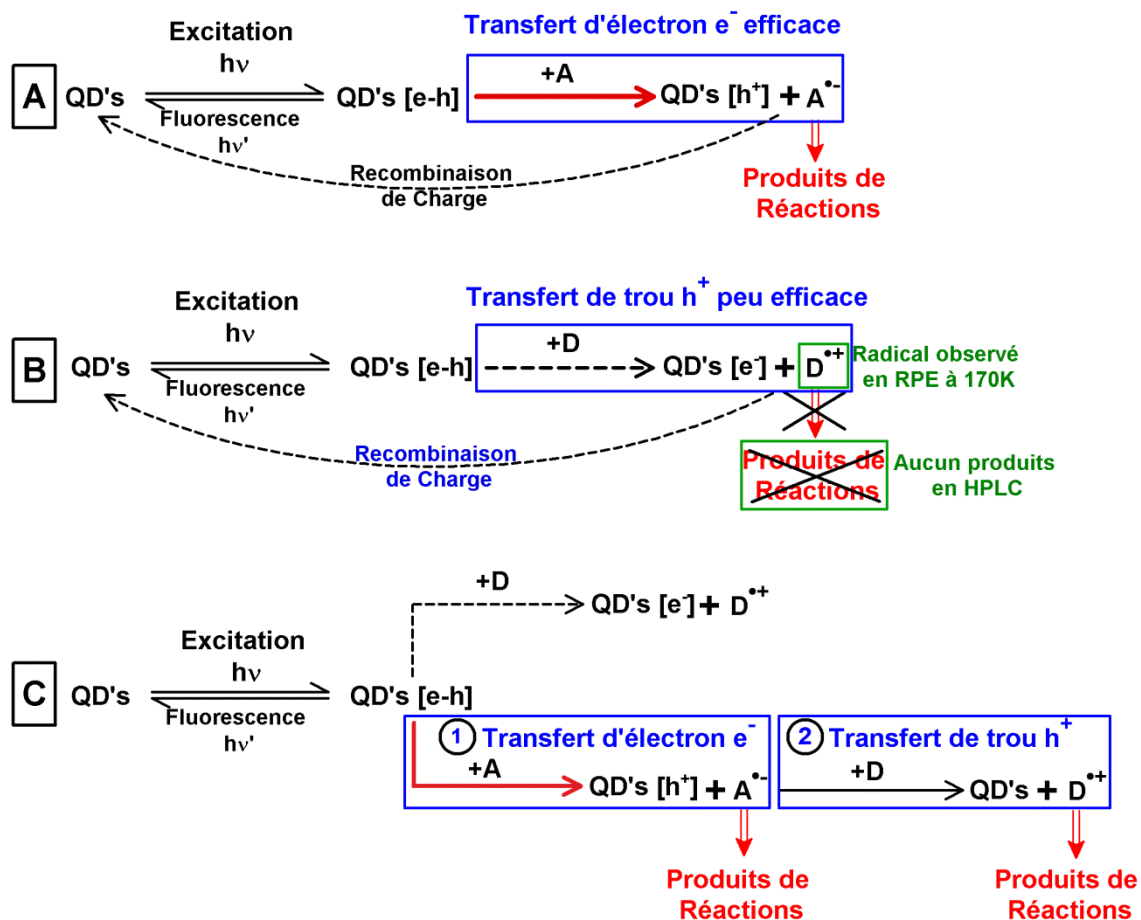 Transfert d'électron e⁻ efficace
Excitation
hν
+A
A
QD's
QD's [e-h]
QD's [h⁺] + A•⁻
Fluorescence
hν'
Recombinaison
de Charge
Produits de
Réactions
Transfert de trou h⁺ peu efficace
Excitation
hν
+D
B
QD's
QD's [e-h]
QD's [e⁻] + D•⁺
Radical observé
en RPE à 170K
Fluorescence
hν'
Recombinaison
de Charge
Produits de
Réactions
Aucun produits
en HPLC
+D
QD's [e⁻] + D•⁺
Excitation
hν
C
QD's
QD's [e-h]
Fluorescence
hν'
1 Transfert d'électron e⁻
2 Transfert de trou h⁺
+A
QD's [h⁺] + A•⁻
+D
QD's + D•⁺
Produits de
Réactions
Produits de
Réactions